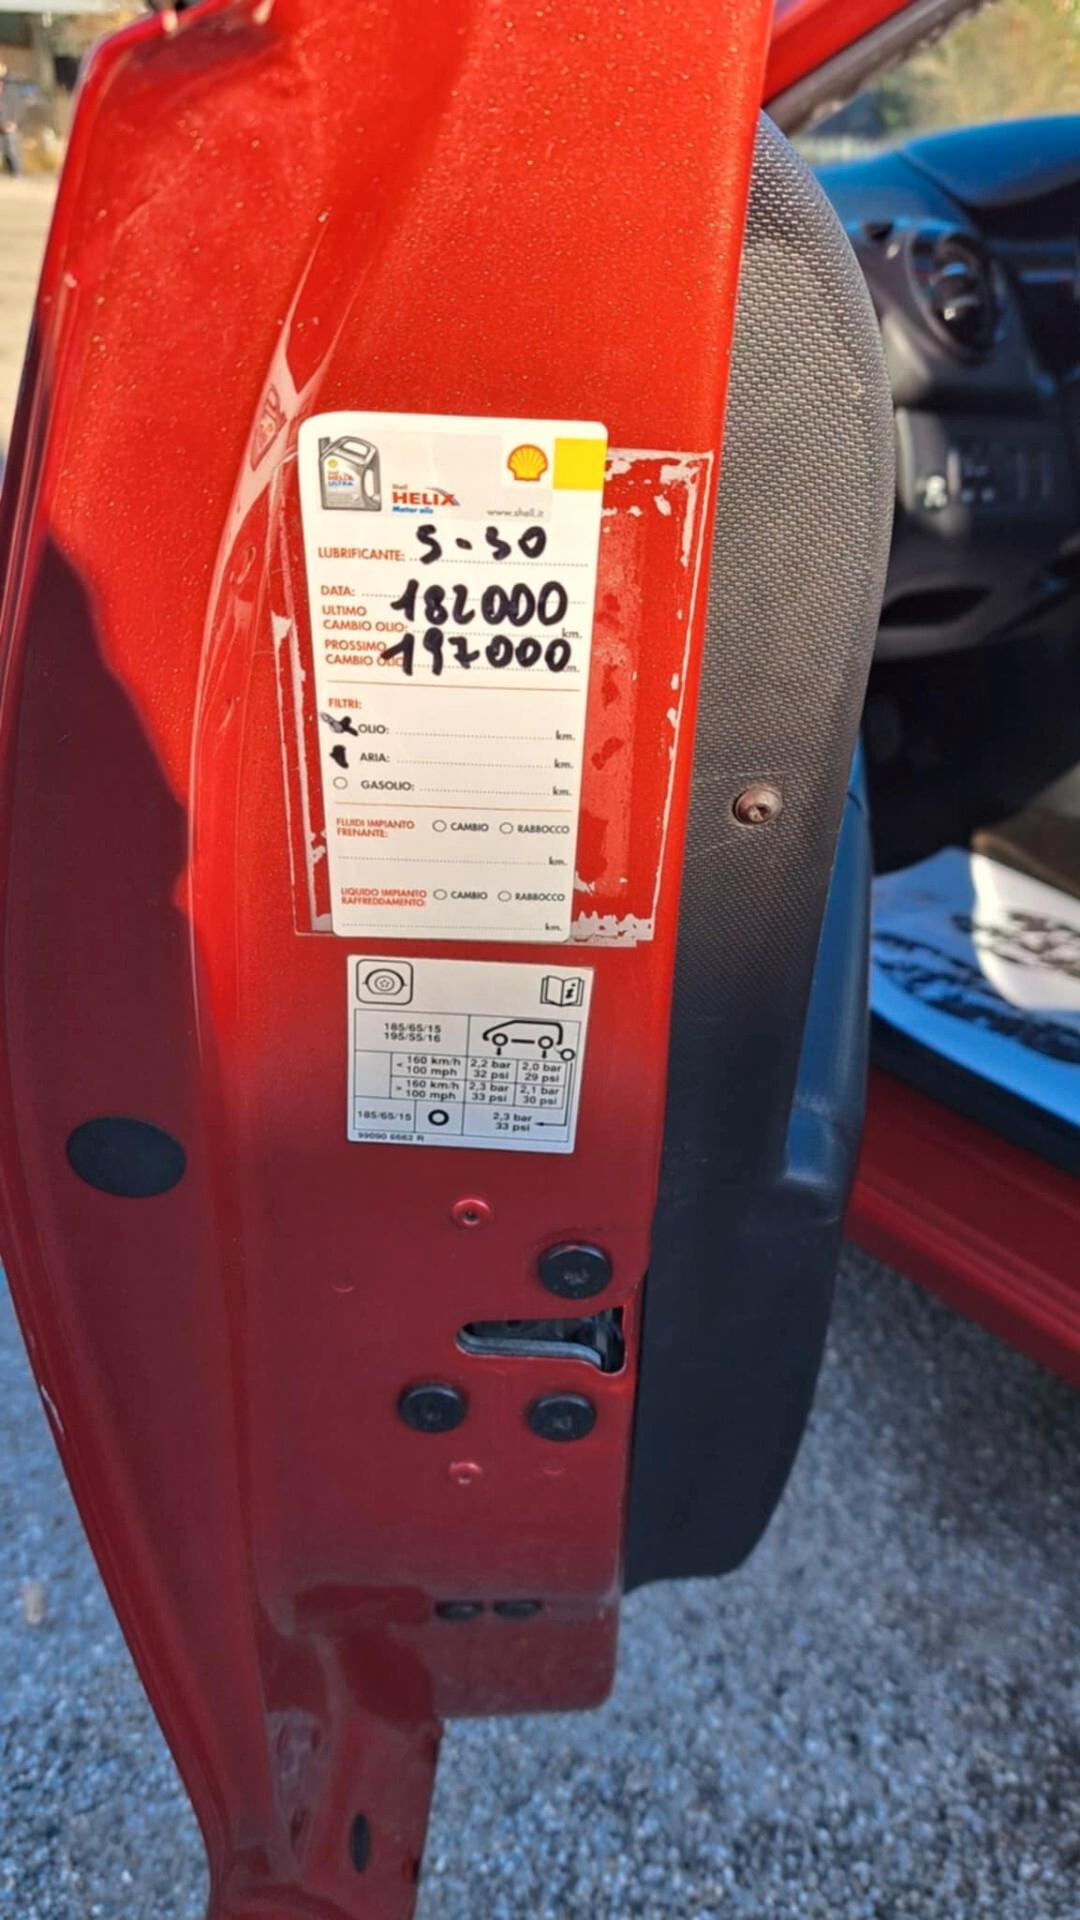 Shell
HELIX
ULTRA
Shell
HELIX
Motor oils
www.shell.it
LUBRIFICANTE: 5-30
DATA:
ULTIMO
CAMBIO OLIO: 182000 km.
PROSSIMO
CAMBIO OLIO 197000 km.
FILTRI:
OLIO: km.
ARIA: km.
GASOLIO: km.
FLUIDI IMPIANTO
FRENANTE: CAMBIO RABBOCCO
km.
LIQUIDO IMPIANTO
RAFFREDDAMENTO: CAMBIO RABBOCCO
km.
185/65/15
195/55/16
< 160 km/h 2,2 bar 2,0 bar
100 mph 32 psi 29 psi
> 160 km/h 2,3 bar 2,1 bar
100 mph 33 psi 30 psi
185/65/15 2,3 bar
33 psi
99090 6662 R